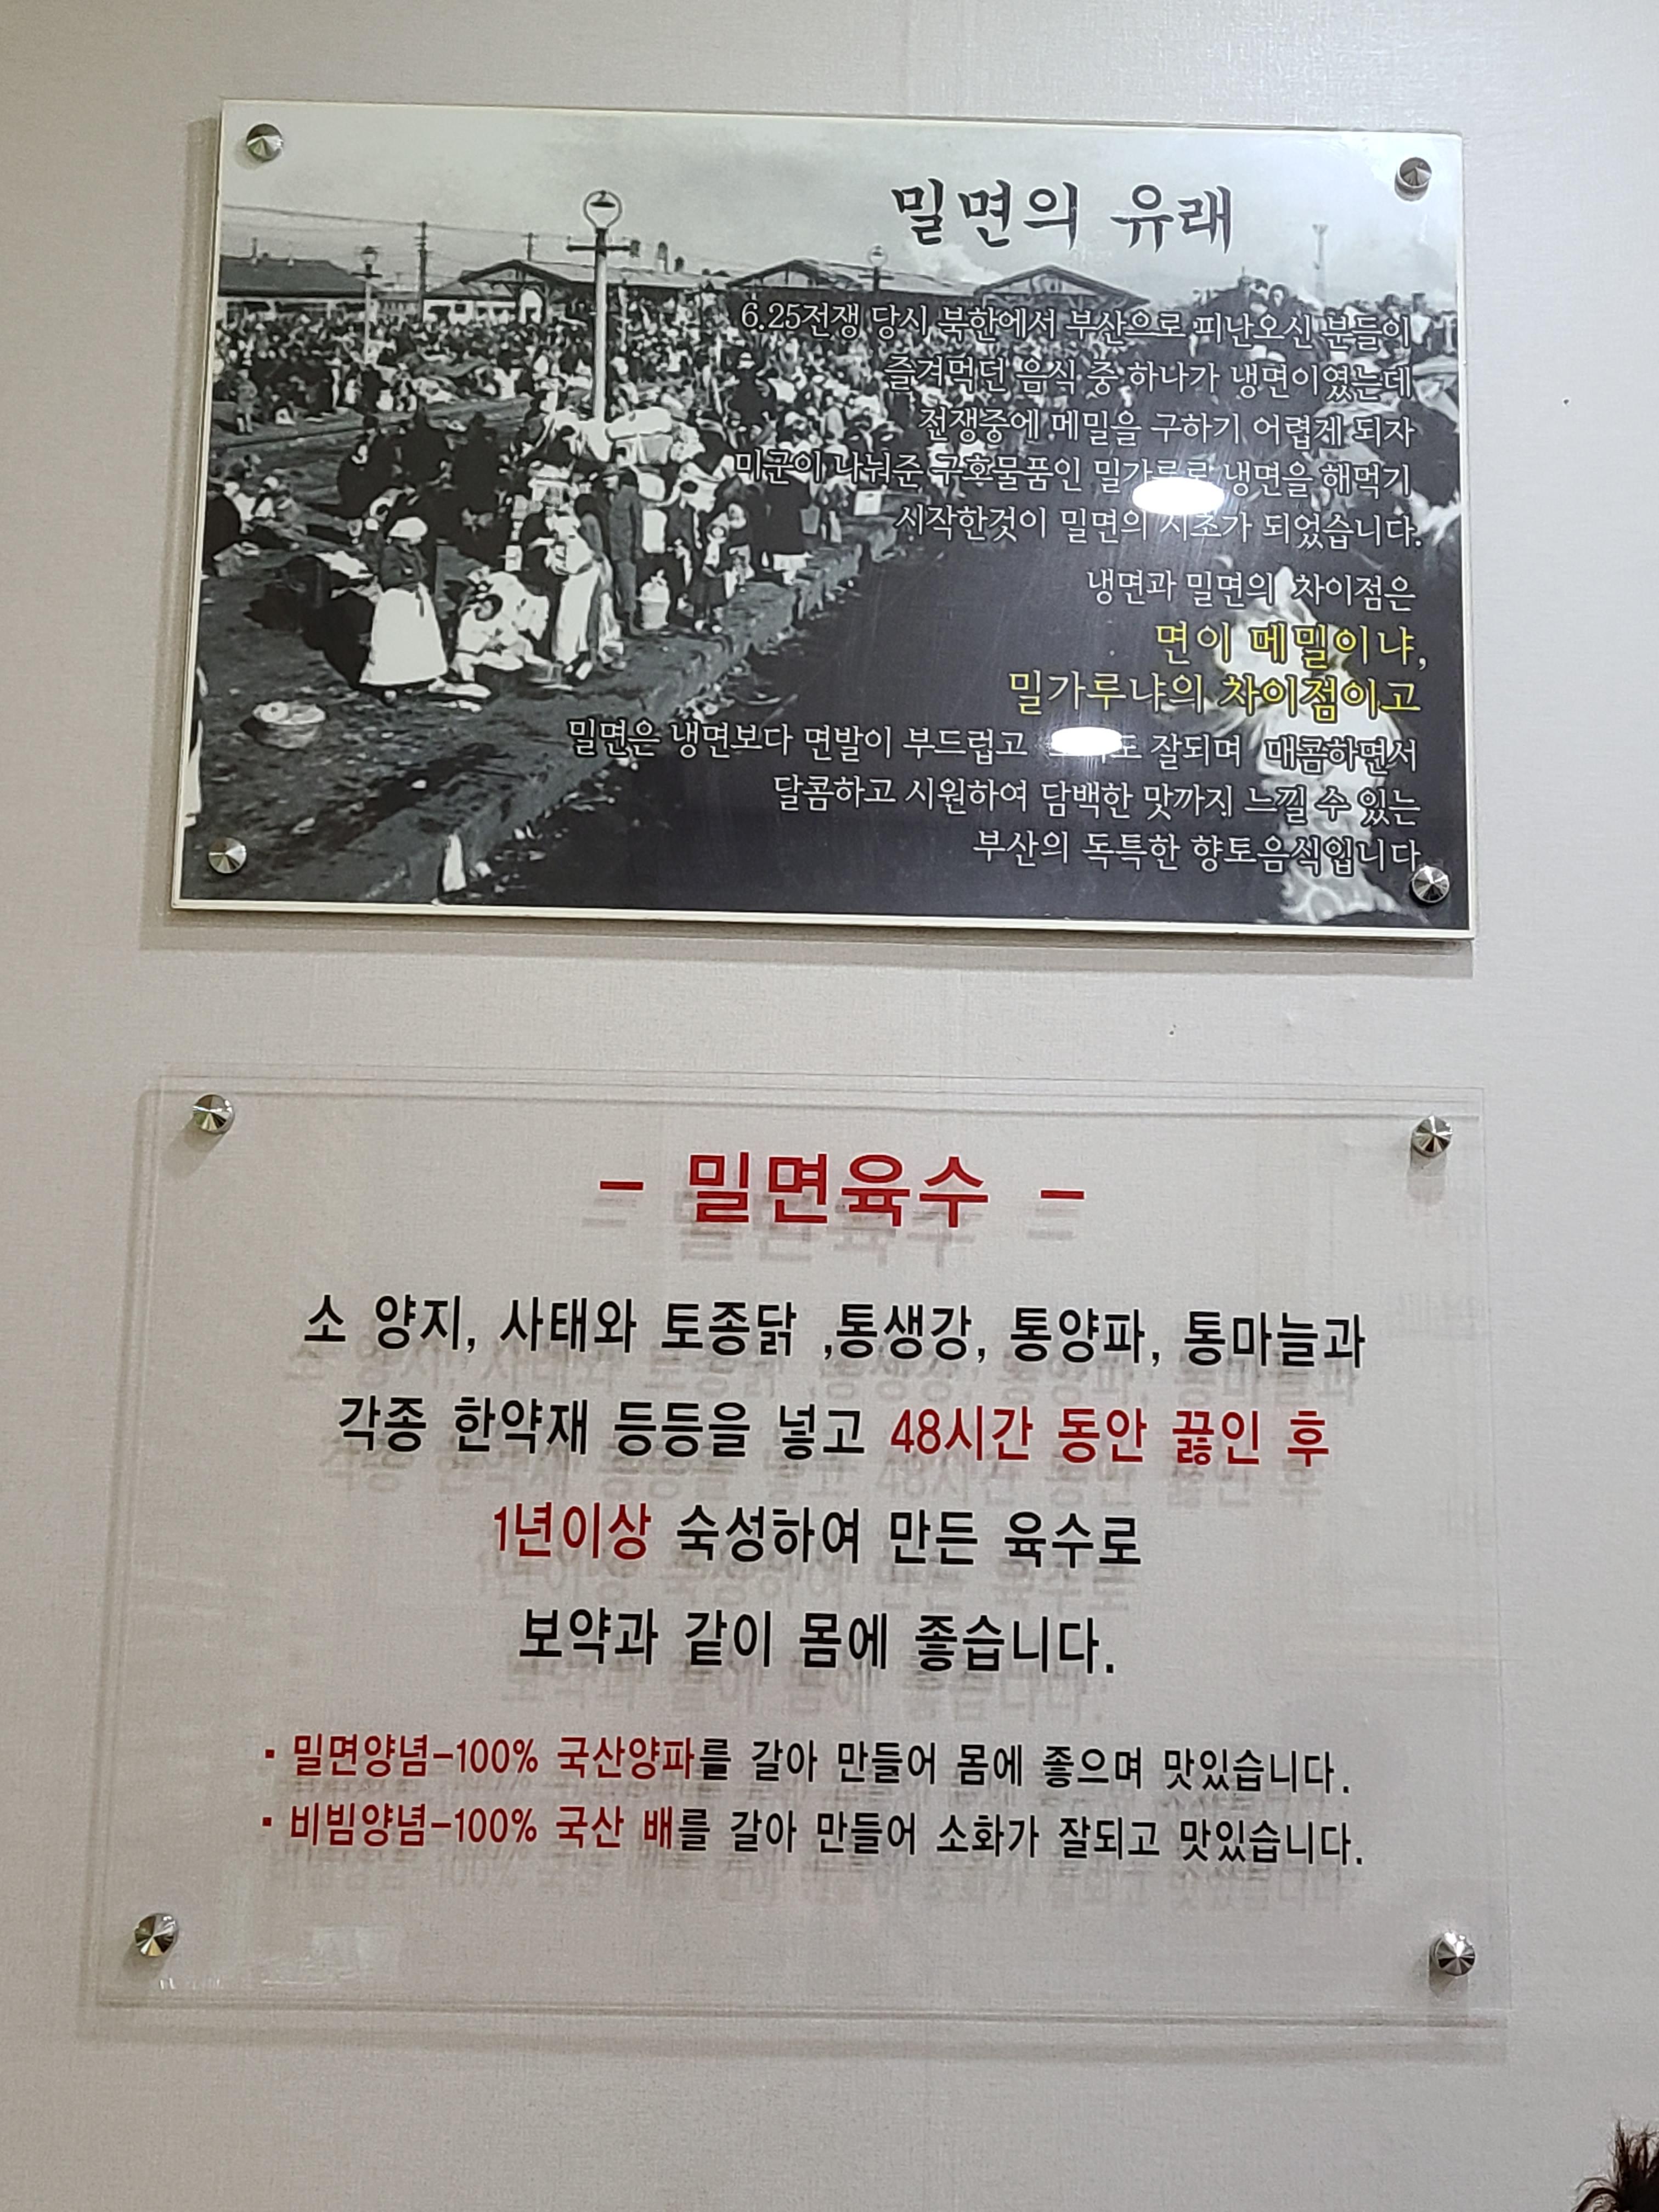 밀면의 유래
6.25전쟁 당시 북한에서 부산으로 피난오신 분들이
즐겨먹던 음식 중 하나가 냉면이였는데
전쟁중에 메밀을 구하기 어렵게 되자
미군이 나눠준 구호물품인 밀가루로 냉면을 해먹기
시작한것이 밀면의 시초가 되었습니다.
냉면과 밀면의 차이점은
면이 메밀이냐,
밀가루냐의 차이점이고
밀면은 냉면보다 면발이 부드럽고 잘되며 매콤하면서
달콤하고 시원하여 담백한 맛까지 느낄 수 있는
부산의 독특한 향토음식입니다
- 밀면육수 -
소 양지, 사태와 토종닭 ,통생강, 통양파, 통마늘과
각종 한약재 등등을 넣고 48시간 동안 끓인 후
1년이상 숙성하여 만든 육수로
보약과 같이 몸에 좋습니다.
· 밀면양념-100% 국산양파를 갈아 만들어 몸에 좋으며 맛있습니다.
· 비빔양념-100% 국산 배를 갈아 만들어 소화가 잘되고 맛있습니다.